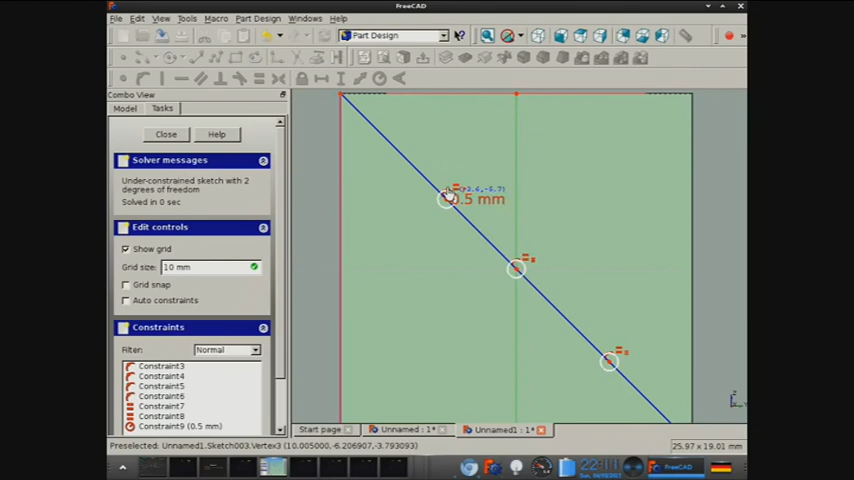 FreeCAD
File Edit View Tools Macro Part Design Windows Help
Part Design
Combo View
Model Tasks
Close Help
Solver messages
Under-constrained sketch with 2
degrees of freedom
Solved in 0 sec
Edit controls
Show grid
Grid size: 10 mm
Grid snap
Auto constraints
Constraints
Filter: Normal
Constraint3
Constraint4
Constraint5
Constraint6
Constraint7
Constraint8
Constraint9 (0.5 mm)
0.5 mm
Start page Unnamed : 1* Unnamed1 : 1*
Preselected: Unnamed1.Sketch003.Vertex3 (10.005000,-6.206907,-3.793093)
25.97 x 19.01 mm
22:11
FreeCAD